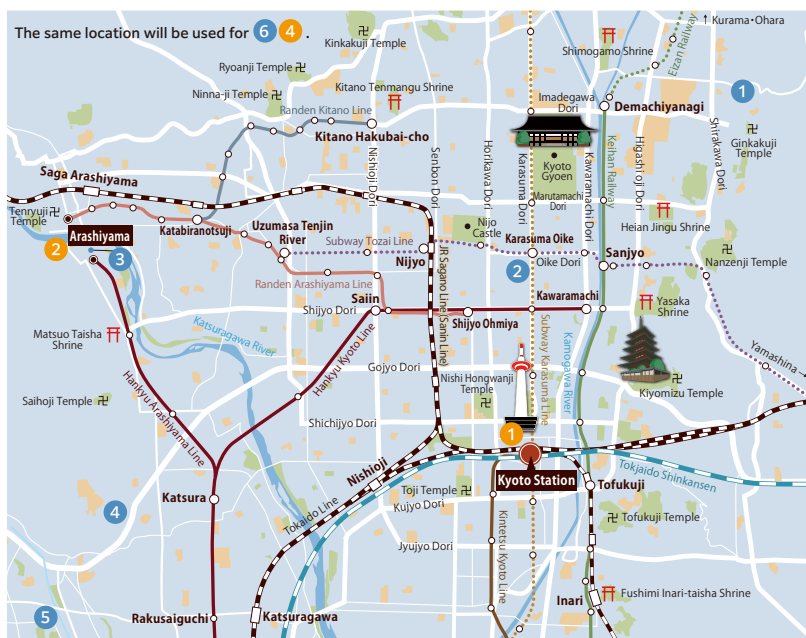 The same location will be used for 6 4 .
↑ Kurama・Ohara
Kinkakuji Temple
Shimogamo Shrine
Eizan Railway
Ryoanji Temple
Kitano Tenmangu Shrine
Ninna-ji Temple
1
Imadegawa
Dori
Demachiyanagi
Randen Kitano Line
Kitano Hakubai-cho
Shirakawa Dori
Ginkakuji
Temple
Nishioji Dori
Senbon Dori
Horikawa Dori
Karasuma Dori
Kyoto
Gyoen
Kawaramachi Dori
Keihan Railway
Higashi oji Dori
Saga Arashiyama
Marutamachi
Dori
Tenryuji
Temple
Arashiyama
Katabiranotsuji
Uzumasa Tenjin
River
Nijo
Castle
Heian Jingu Shrine
2
3
Subway Tozai Line
Nijyo
Karasuma Oike
Oike Dori
Sanjyo
Nanzenji Temple
2
Randen Arashiyama Line
JR Sagano Line(Sanin Line)
Saiin
Shijyo Dori
Shijyo Ohmiya
Kawaramachi
Yasaka
Shrine
Matsuo Taisha
Shrine
Katsuragawa River
Hankyu Kyoto Line
Subway Karasuma Line
Kamogawa River
Yamashina →
Gojyo Dori
Nishi Hongwanji
Temple
Kiyomizu Temple
Saihoji Temple
Hankyu Arashiyama Line
Shichijyo Dori
1
Kyoto Station
Nishioji
Tokjaido Shinkansen
Katsura
Toji Temple
Kujyo Dori
Tofukuji
4
Tokaido Line
Tofukuji Temple
Jyujyo Dori
Kintetsu Kyoto Line
Fushimi Inari-taisha Shrine
Inari
5
Rakusaiguchi
Katsuragawa